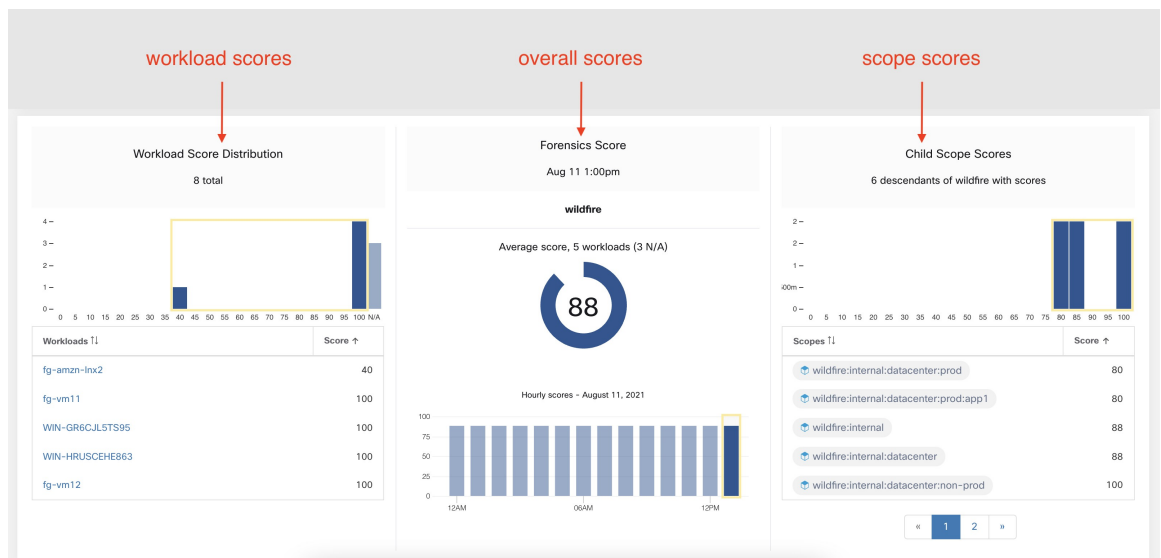 workload scores
overall scores
scope scores
Workload Score Distribution
8 total
4
3
2
1
0
0 5 10 15 20 25 30 35 40 45 50 55 60 65 70 75 80 85 90 95 100 N/A
Workloads Score
fg-amzn-lnx2 40
fg-vm11 100
WIN-GR6CJL5TS95 100
WIN-HRUSCEHE863 100
fg-vm12 100
Forensics Score
Aug 11 1:00pm
wildfire
Average score, 5 workloads (3 N/A)
88
Hourly scores - August 11, 2021
100
75
50
25
0
12AM 06AM 12PM
Child Scope Scores
6 descendants of wildfire with scores
2
2
1
00m
0
0 5 10 15 20 25 30 35 40 45 50 55 60 65 70 75 80 85 90 95 100
Scopes Score
wildfire:internal:datacenter:prod 80
wildfire:internal:datacenter:prod:app1 80
wildfire:internal 88
wildfire:internal:datacenter 88
wildfire:internal:datacenter:non-prod 100
« 1 2 »